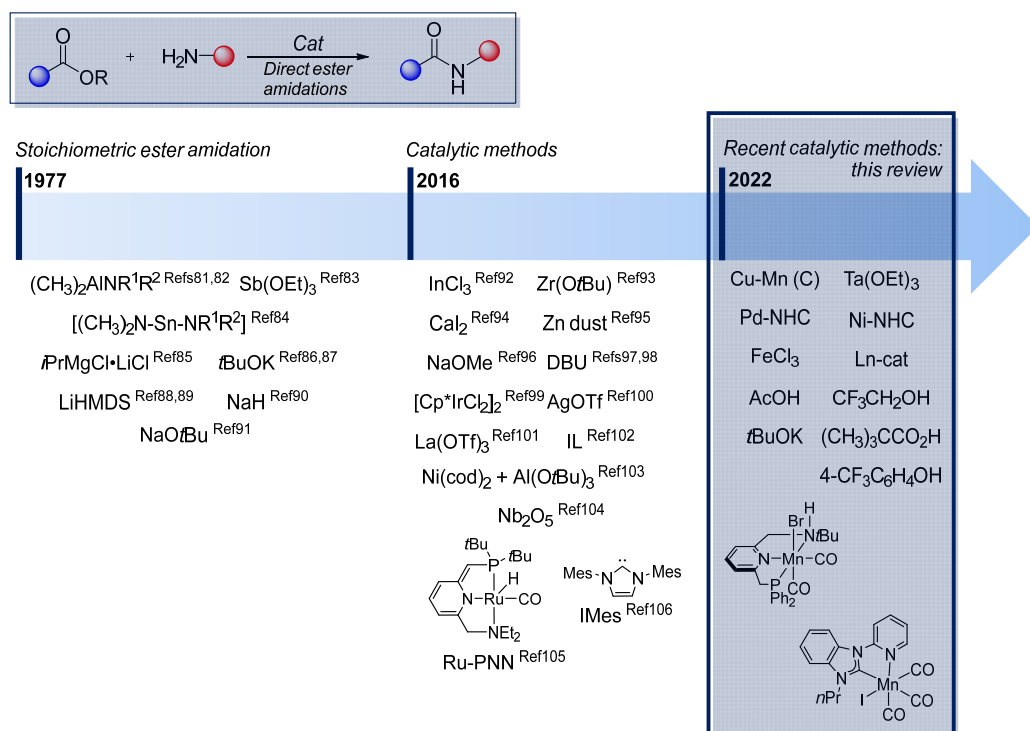 O
OR
+
H₂N
Cat
Direct ester
amidations
O
N
H
Stoichiometric ester amidation
Catalytic methods
Recent catalytic methods:
this review
1977
2016
2022
(CH₃)₂AlNR¹R² Refs81,82 Sb(OEt)₃ Ref83
[(CH₃)₂N-Sn-NR¹R²] Ref84
iPrMgCl•LiCl Ref85 tBuOK Ref86,87
LiHMDS Ref88,89 NaH Ref90
NaOtBu Ref91
InCl₃ Ref92 Zr(OtBu) Ref93
CaI₂ Ref94 Zn dust Ref95
NaOMe Ref96 DBU Refs97,98
[Cp*IrCl₂]₂ Ref99 AgOTf Ref100
La(OTf)₃ Ref101 IL Ref102
Ni(cod)₂ + Al(OtBu)₃ Ref103
Nb₂O₅ Ref104
tBu
P
tBu
H
N
Ru
CO
NEt₂
Ru-PNN Ref105
Mes
N
N
Mes
IMes Ref106
Cu-Mn (C) Ta(OEt)₃
Pd-NHC Ni-NHC
FeCl₃ Ln-cat
AcOH CF₃CH₂OH
tBuOK (CH₃)₃CCO₂H
4-CF₃C₆H₄OH
H
Br
NtBu
N
Mn
CO
P
CO
Ph₂
N
N
N
Mn
CO
nPr
I
CO
CO